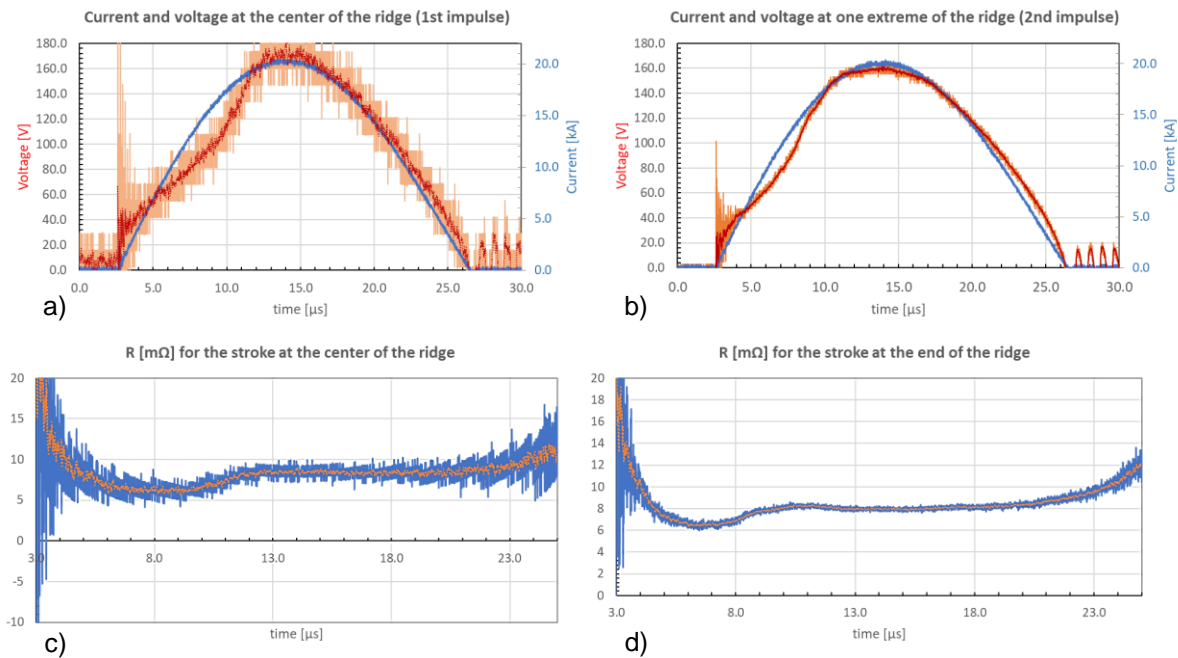 Current and voltage at the center of the ridge (1st impulse)
180.0
160.0
140.0
120.0
100.0
80.0
60.0
40.0
20.0
0.0
Voltage [V]
20.0
15.0
10.0
5.0
0.0
Current [kA]
0.0 5.0 10.0 15.0 20.0 25.0 30.0
time [µs]
a)
Current and voltage at one extreme of the ridge (2nd impulse)
180.0
160.0
140.0
120.0
100.0
80.0
60.0
40.0
20.0
0.0
Voltage [V]
20.0
15.0
10.0
5.0
0.0
Current [kA]
0.0 5.0 10.0 15.0 20.0 25.0 30.0
time [µs]
b)
R [mΩ] for the stroke at the center of the ridge
20
15
10
5
0
-5
-10
3.0 8.0 13.0 18.0 23.0
time [µs]
c)
R [mΩ] for the stroke at the end of the ridge
20
18
16
14
12
10
8
6
4
2
0
3.0 8.0 13.0 18.0 23.0
time [µs]
d)